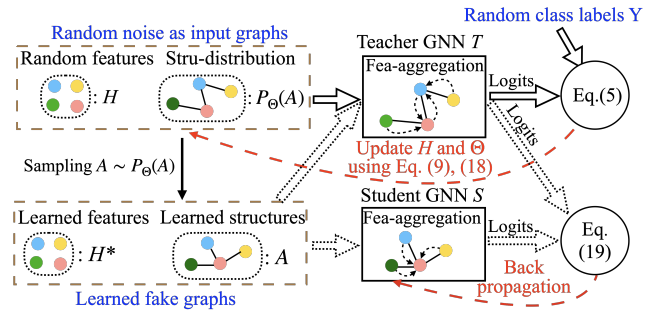 Random class labels Y
Random noise as input graphs
Teacher GNN T
Random features
Stru-distribution
Fea-aggregation
Logits
: H
: P_Θ(A)
Eq.(5)
Logits
Update H and Θ
using Eq. (9), (18)
Sampling A ~ P_Θ(A)
Student GNN S
Learned features
Learned structures
Fea-aggregation
Logits
: H*
: A
Eq.
(19)
Back
propagation
Learned fake graphs